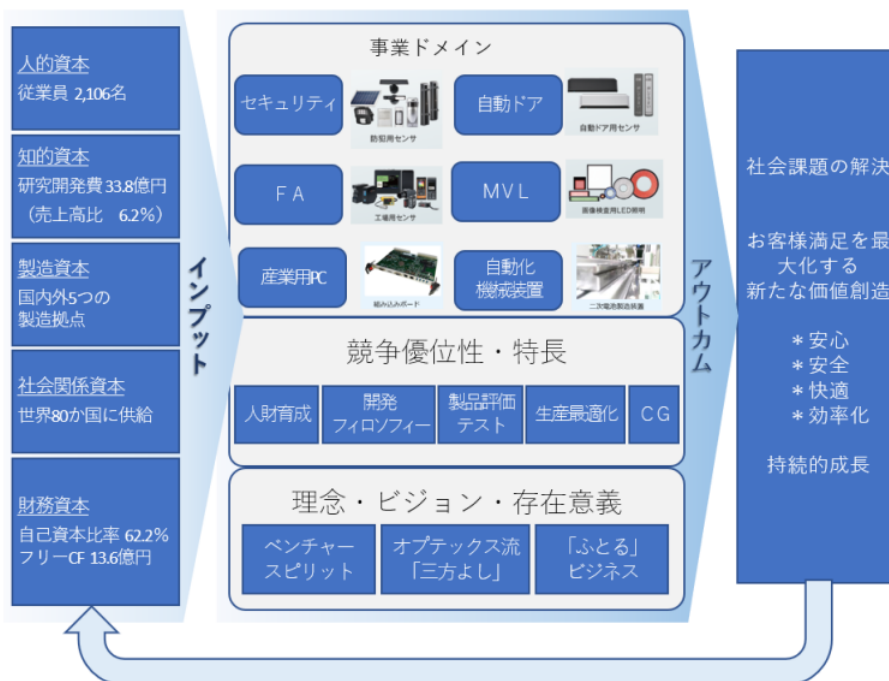 人的資本
従業員 2,106名
知的資本
研究開発費 33.8億円
(売上高比 6.2%)
製造資本
国内外5つの
製造拠点
社会関係資本
世界80か国に供給
財務資本
自己資本比率 62.2%
フリーCF 13.6億円
インプット
事業ドメイン
セキュリティ
防犯用センサ
自動ドア
自動ドア用センサ
FA
工場用センサ
MVL
画像検査用LED照明
産業用PC
組み込みボード
自動化
機械装置
二次電池製造装置
競争優位性・特長
人財育成
開発
フィロソフィー
製品評価
テスト
生産最適化
CG
理念・ビジョン・存在意義
ベンチャー
スピリット
オプテックス流
「三方よし」
「ふとる」
ビジネス
アウトカム
社会課題の解決
お客様満足を最
大化する
新たな価値創造
*安心
*安全
*快適
*効率化
持続的成長